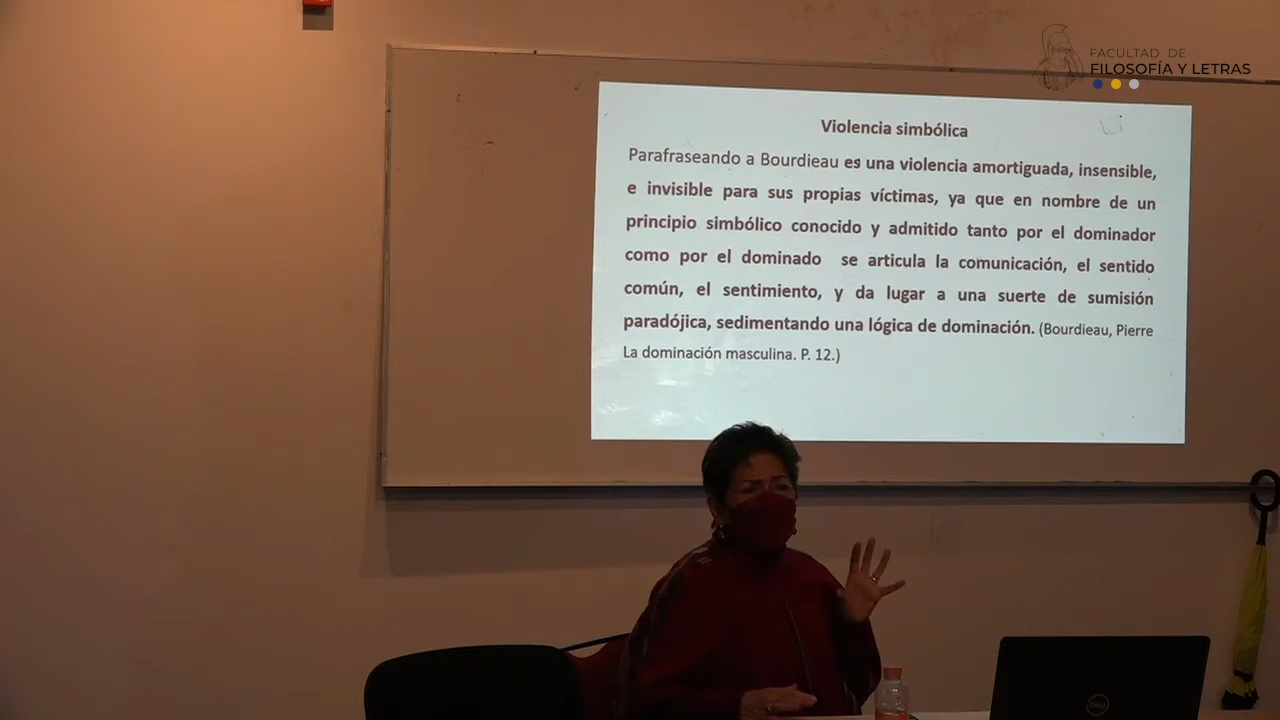 FACULTAD DE
FILOSOFÍA Y LETRAS
Violencia simbólica
Parafraseando a Bourdieau es una violencia amortiguada, insensible,
e invisible para sus propias víctimas, ya que en nombre de un
principio simbólico conocido y admitido tanto por el dominador
como por el dominado se articula la comunicación, el sentido
común, el sentimiento, y da lugar a una suerte de sumisión
paradójica, sedimentando una lógica de dominación. (Bourdieau, Pierre
La dominación masculina. P. 12.)
DELL